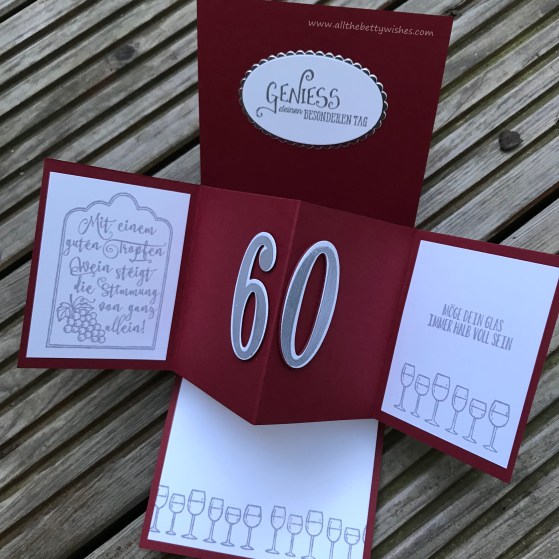 www.allthebettywishes.com
GENIESS
deinen BESONDEREN TAG
Mit einem
guten Tropfen
Wein steigt
die Stimmung
von ganz
allein!
60
MÖGE DEIN GLAS
IMMER HALB VOLL SEIN